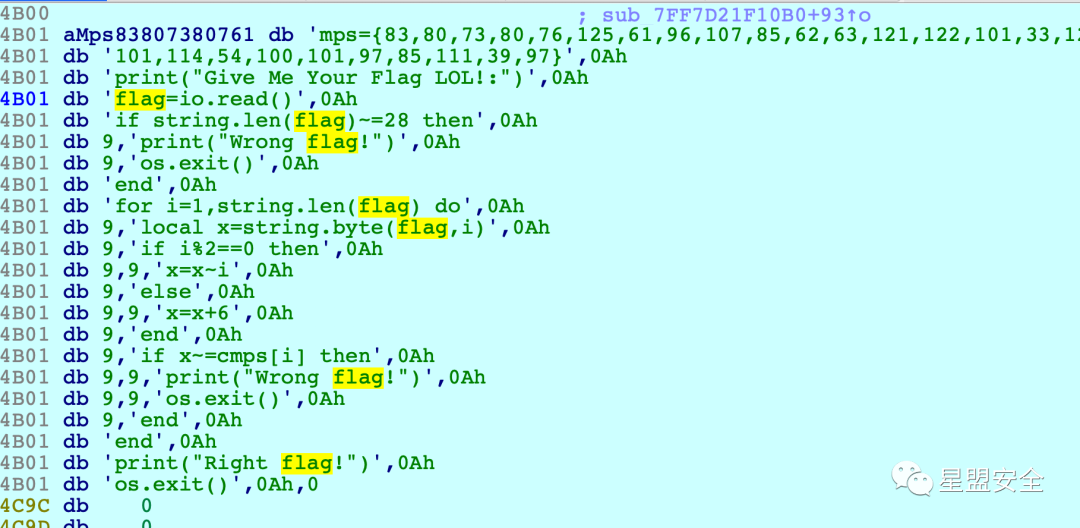 4B00 ; sub_7FF7D21F10B0+93↑o
4B01 aMps83807380761 db 'mps={83,80,73,80,76,125,61,96,107,85,62,63,121,122,101,33,12
4B01 db '101,114,54,100,101,97,85,111,39,97}',0Ah
4B01 db 'print("Give Me Your Flag LOL!:")',0Ah
4B01 db 'flag=io.read()',0Ah
4B01 db 'if string.len(flag)~=28 then',0Ah
4B01 db 9,'print("Wrong flag!")',0Ah
4B01 db 9,'os.exit()',0Ah
4B01 db 'end',0Ah
4B01 db 'for i=1,string.len(flag) do',0Ah
4B01 db 9,'local x=string.byte(flag,i)',0Ah
4B01 db 9,'if i%2==0 then',0Ah
4B01 db 9,9,'x=x~i',0Ah
4B01 db 9,'else',0Ah
4B01 db 9,9,'x=x+6',0Ah
4B01 db 9,'end',0Ah
4B01 db 9,'if x~=cmps[i] then',0Ah
4B01 db 9,9,'print("Wrong flag!")',0Ah
4B01 db 9,9,'os.exit()',0Ah
4B01 db 9,'end',0Ah
4B01 db 'end',0Ah
4B01 db 'print("Right flag!")',0Ah
4B01 db 'os.exit()',0Ah,0
星盟安全
4C9C db 0
4C9D db 0